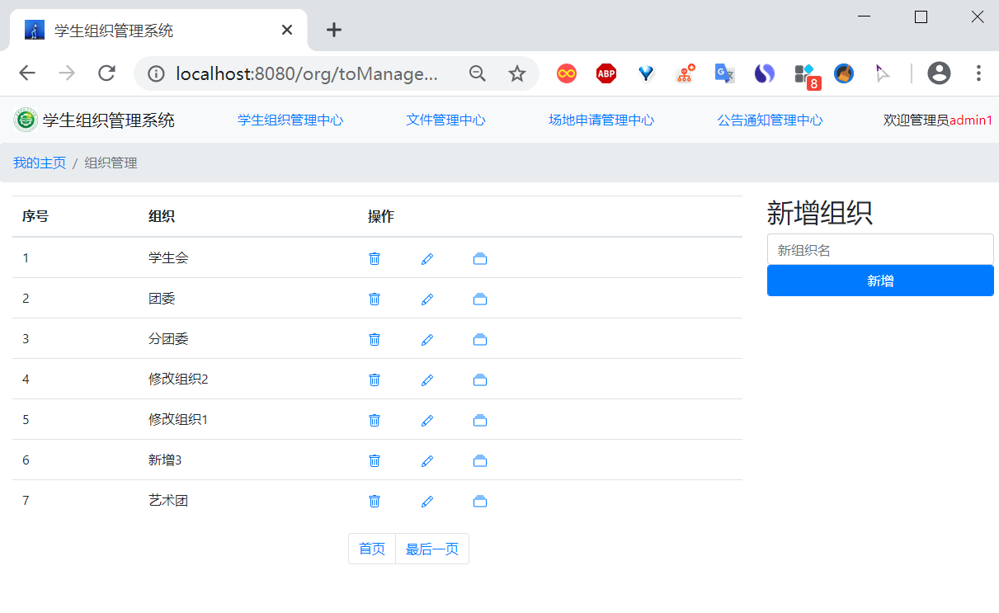 学生组织管理系统
localhost:8080/org/toManage...
ABP
G
8
学生组织管理系统 学生组织管理中心 文件管理中心 场地申请管理中心 公告通知管理中心 欢迎管理员admin1
我的主页 / 组织管理
序号 组织 操作
1 学生会
2 团委
3 分团委
4 修改组织2
5 修改组织1
6 新增3
7 艺术团
首页 最后一页
新增组织
新组织名
新增